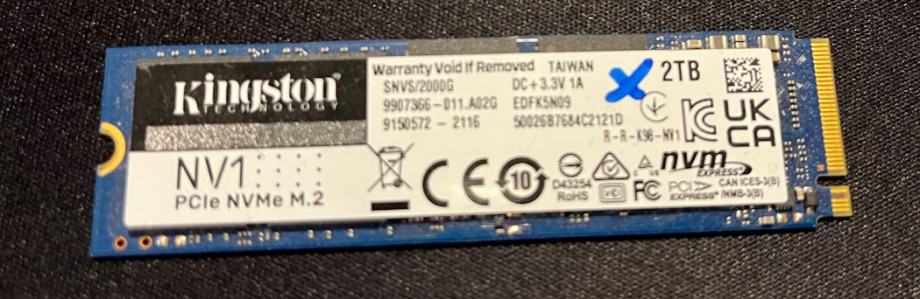 Kingston
TECHNOLOGY
Warranty Void If Removed TAIWAN
SNVS/2000G DC+3.3V 1A
9907366-011.A02G EDFK5N09
9150572-2116 50026B7684C2121D
2TB
R-R-K98-NV1
UK
CA
NV1
PCIe NVMe M.2
CE
10
D43254
RoHS
FC
nvm
EXPRESS
PCI
EXPRESS
CAN ICES-3(B)
/NMB-3(B)